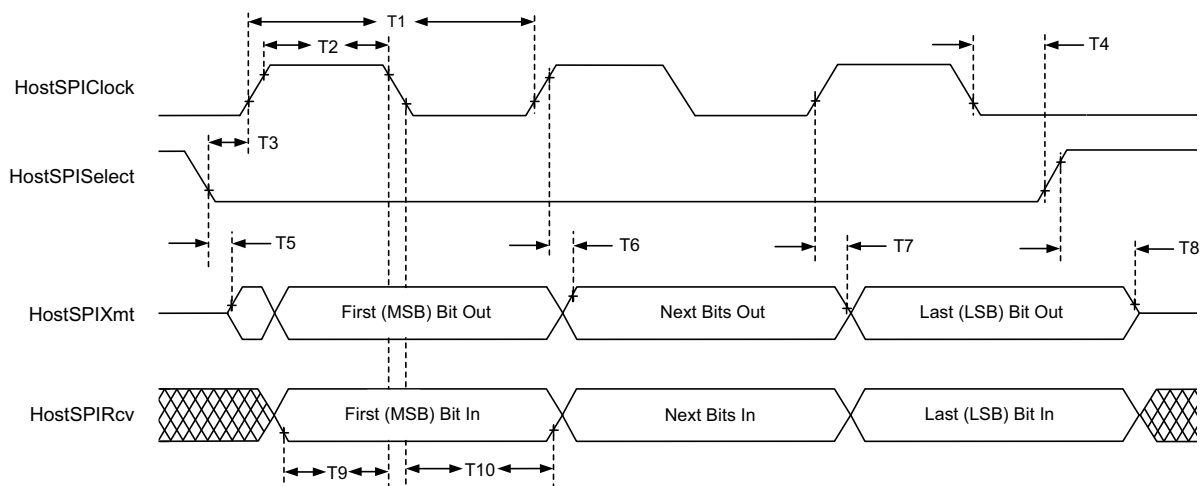 T1
T2
T4
HostSPIClock
T3
HostSPISelect
T5
T6
T7
T8
HostSPIXmt
First (MSB) Bit Out
Next Bits Out
Last (LSB) Bit Out
HostSPIRcv
First (MSB) Bit In
Next Bits In
Last (LSB) Bit In
T9
T10